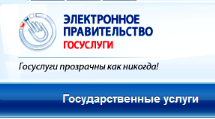 ЭЛЕКТРОННОЕ
ПРАВИТЕЛЬСТВО
ГОСУСЛУГИ
Госуслуги прозрачны как никогда!
Государственные услуги